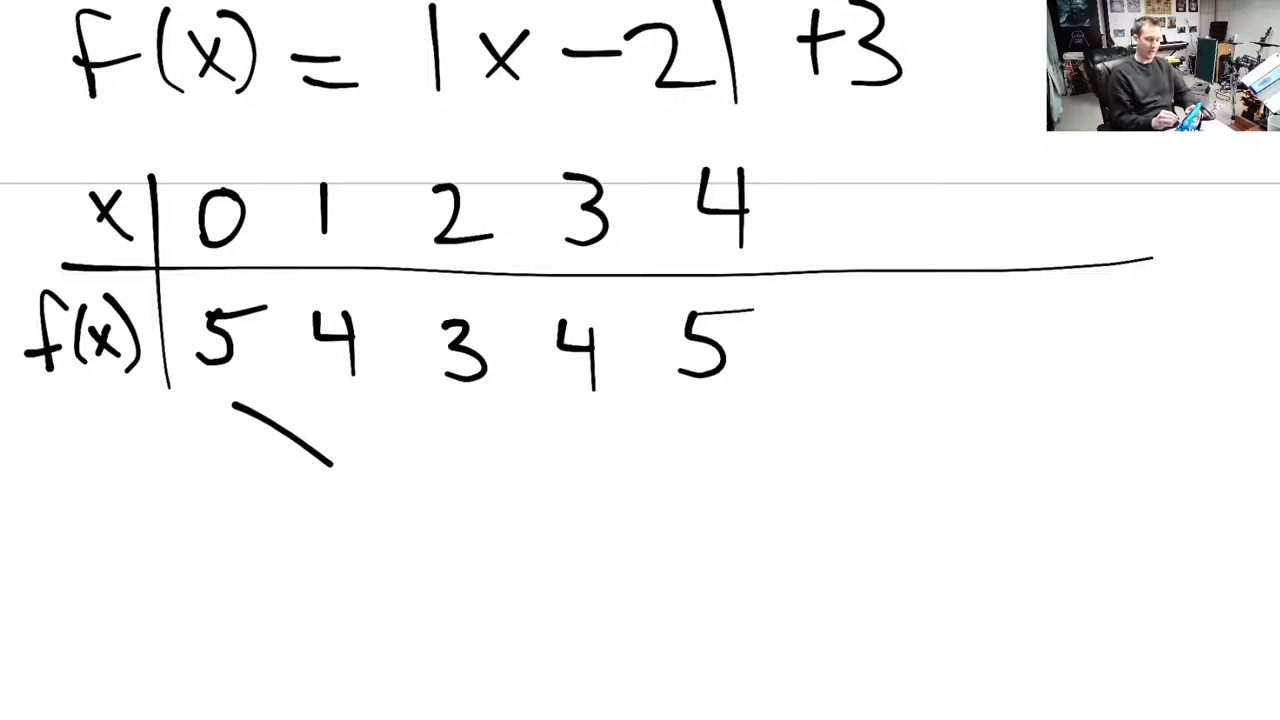 f(x) = |x - 2| + 3
x 0 1 2 3 4
f(x) 5 4 3 4 5